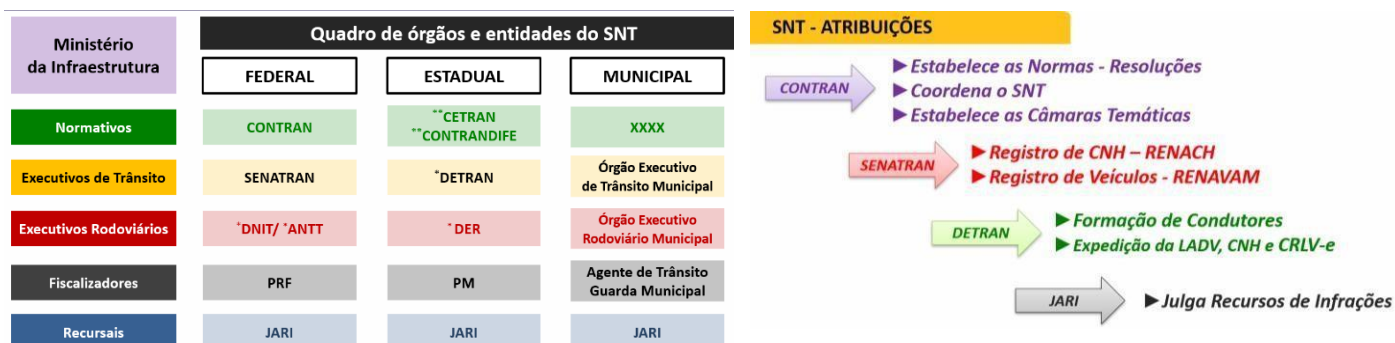 Ministério
da Infraestrutura
Quadro de órgãos e entidades do SNT
FEDERAL
ESTADUAL
MUNICIPAL
Normativos
CONTRAN
**CETRAN
**CONTRANDIFE
XXXX
Executivos de Trânsito
SENATRAN
*DETRAN
Órgão Executivo
de Trânsito Municipal
Executivos Rodoviários
*DNIT/ *ANTT
*DER
Órgão Executivo
Rodoviário Municipal
Fiscalizadores
PRF
PM
Agente de Trânsito
Guarda Municipal
Recursais
JARI
JARI
JARI
SNT - ATRIBUIÇÕES
CONTRAN
►Estabelece as Normas - Resoluções
►Coordena o SNT
►Estabelece as Câmaras Temáticas
SENATRAN
►Registro de CNH – RENACH
►Registro de Veículos - RENAVAM
DETRAN
►Formação de Condutores
►Expedição da LADV, CNH e CRLV-e
JARI
►Julga Recursos de Infrações